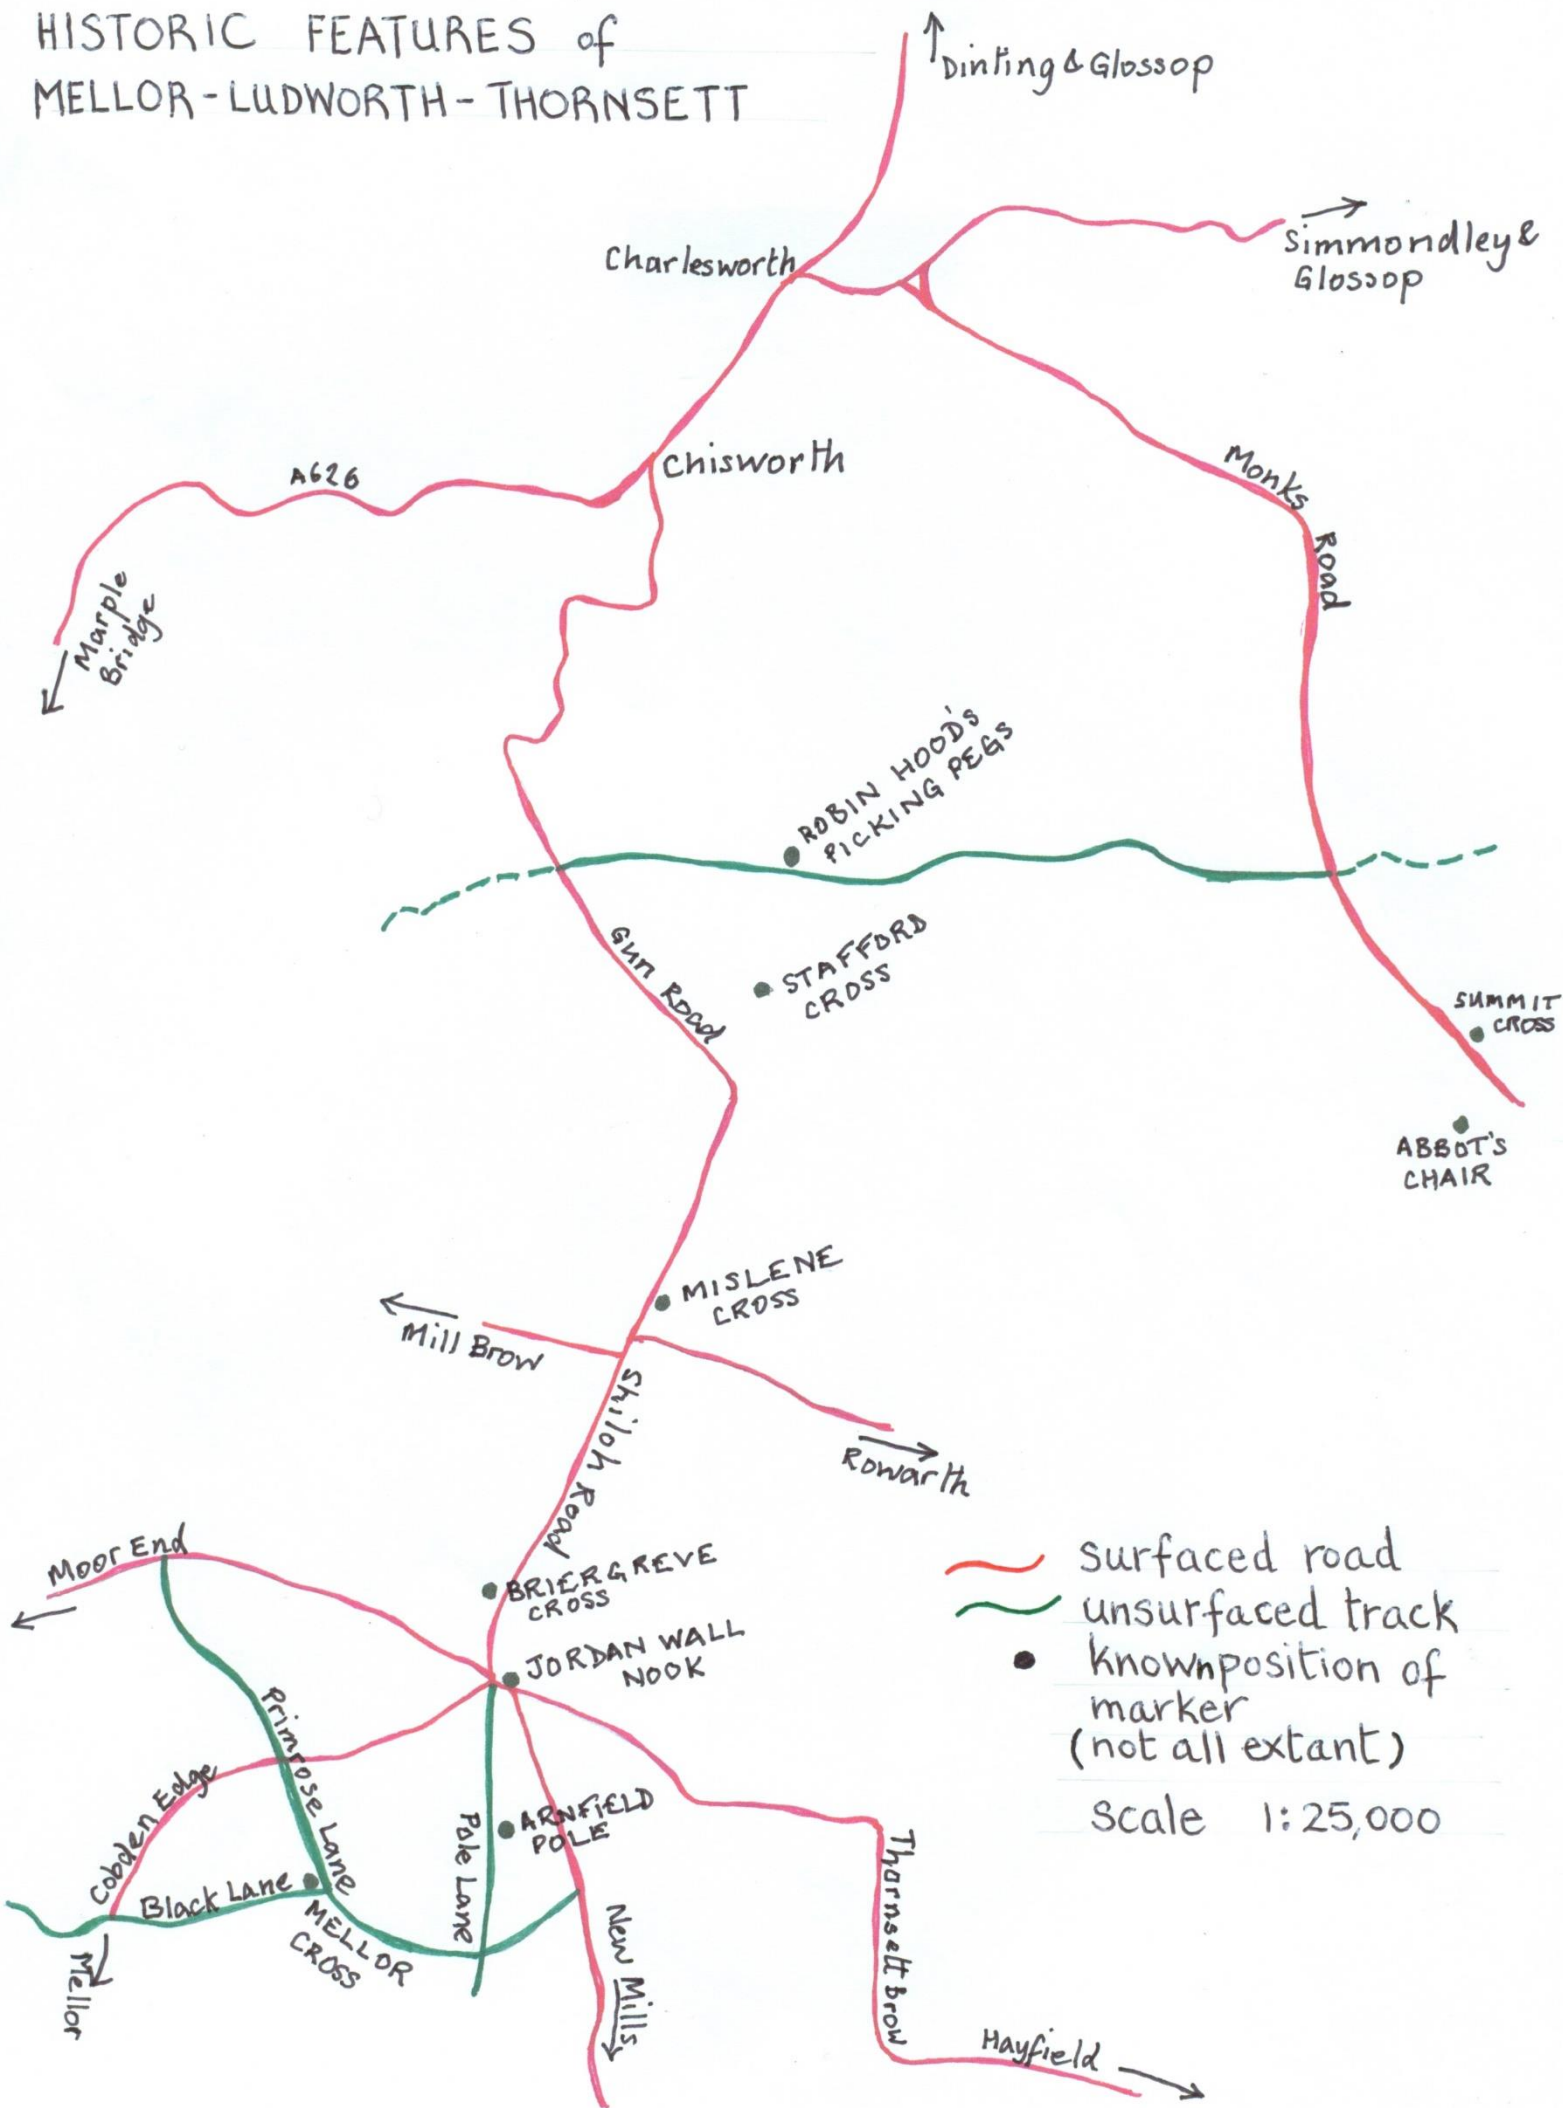 HISTORIC FEATURES of
MELLOR-LUDWORTH-THORNSETT
Dinting & Glossop
Simmondley &
Glossop
Charlesworth
Chisworth
A626
Monks
Road
Marple
Bridge
ROBIN HOOD'S
PICKING PEGS
Gun Road
STAFFORD
CROSS
SUMMIT
CROSS
ABBOT'S
CHAIR
MISLENE
CROSS
Mill Brow
Shiloh Road
Rowarth
Moor End
BRIERGREVE
CROSS
JORDAN WALL
NOOK
surfaced road
unsurfaced track
known position of
marker
(not all extant)
Scale 1:25,000
Primrose Lane
Cobden Edge
Pole Lane
ARNFIELD
POLE
Black Lane
MELLOR
CROSS
Mellor
New Mills
Thornsett Brow
Hayfield